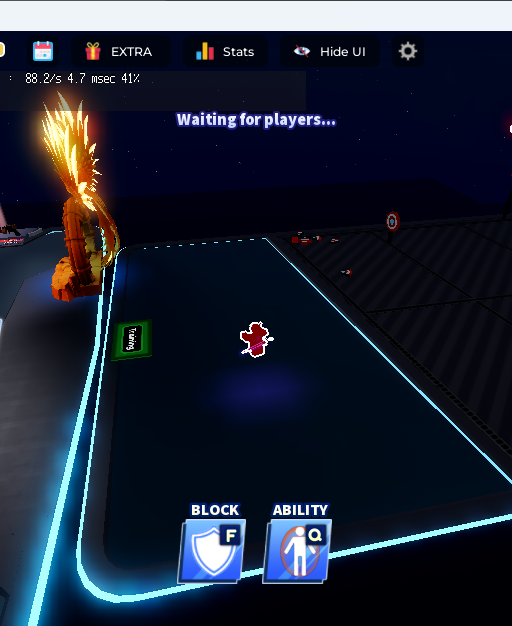 EXTRA
Stats
Hide UI
: 88.2/s 4.7 msec 41%
Waiting for players...
Training
BLOCK
ABILITY
F
Q